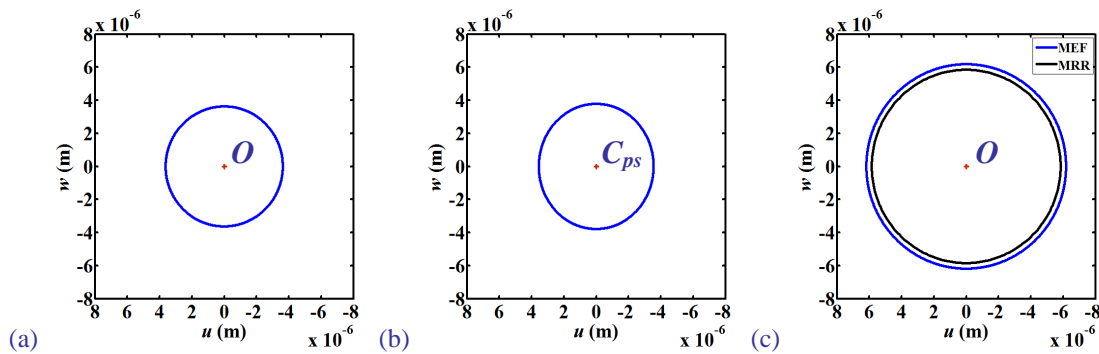 x 10⁻⁶ x 10⁻⁶ x 10⁻⁶
8 8 8
MEF
6 6 6
MRR
4 4 4
2 2 2
O C_ps O
w (m) 0 w (m) 0 w (m) 0
-2 -2 -2
-4 -4 -4
-6 -6 -6
-8 -8 -8
8 6 4 2 0 -2 -4 -6 -8 8 6 4 2 0 -2 -4 -6 -8 8 6 4 2 0 -2 -4 -6 -8
(a) u (m) x 10⁻⁶ (b) u (m) x 10⁻⁶ (c) u (m) x 10⁻⁶